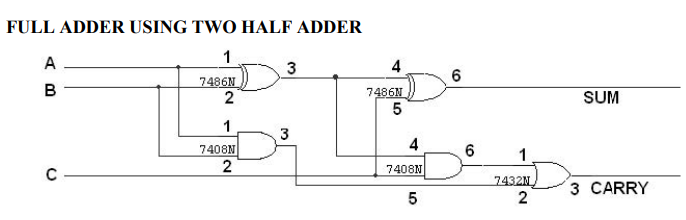 FULL ADDER USING TWO HALF ADDER
A
1
3
4
6
7486N
7486N
B
2
5
SUM
1
3
7408N
4
6
1
2
7408N
C
7432N
3 CARRY
5
2